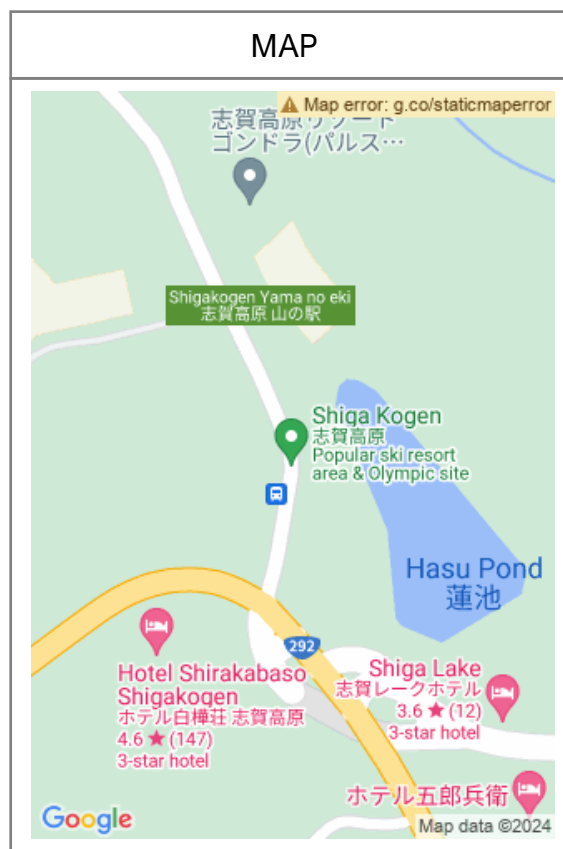 MAP
Map error: g.co/staticmaperror
志賀高原リゾート
ゴンドラ(パルス…
Shigakogen Yama no eki
志賀高原 山の駅
Shiga Kogen
志賀高原
Popular ski resort
area & Olympic site
Hasu Pond
蓮池
292
Hotel Shirakabaso
Shigakogen
ホテル白樺荘 志賀高原
4.6 ★ (147)
3-star hotel
Shiga Lake
志賀レークホテル
3.6 ★ (12)
3-star hotel
ホテル五郎兵衛
Google
Map data ©2024